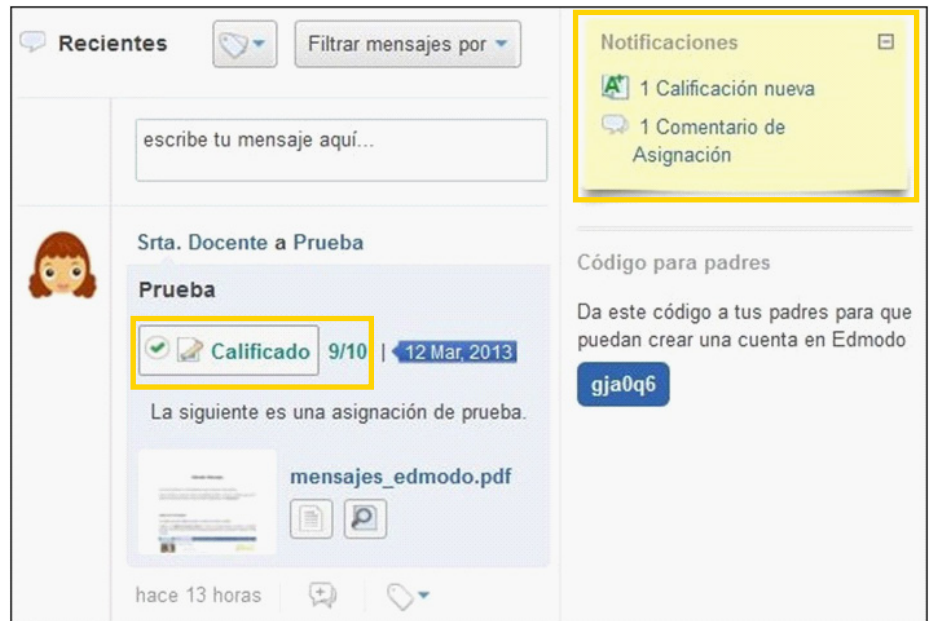 Recientes
Filtrar mensajes por
escribe tu mensaje aquí...
Srta. Docente a Prueba
Prueba
Calificado 9/10 | 12 Mar, 2013
La siguiente es una asignación de prueba.
mensajes_edmodo.pdf
hace 13 horas
Notificaciones
1 Calificación nueva
1 Comentario de
Asignación
Código para padres
Da este código a tus padres para que
puedan crear una cuenta en Edmodo
gja0q6